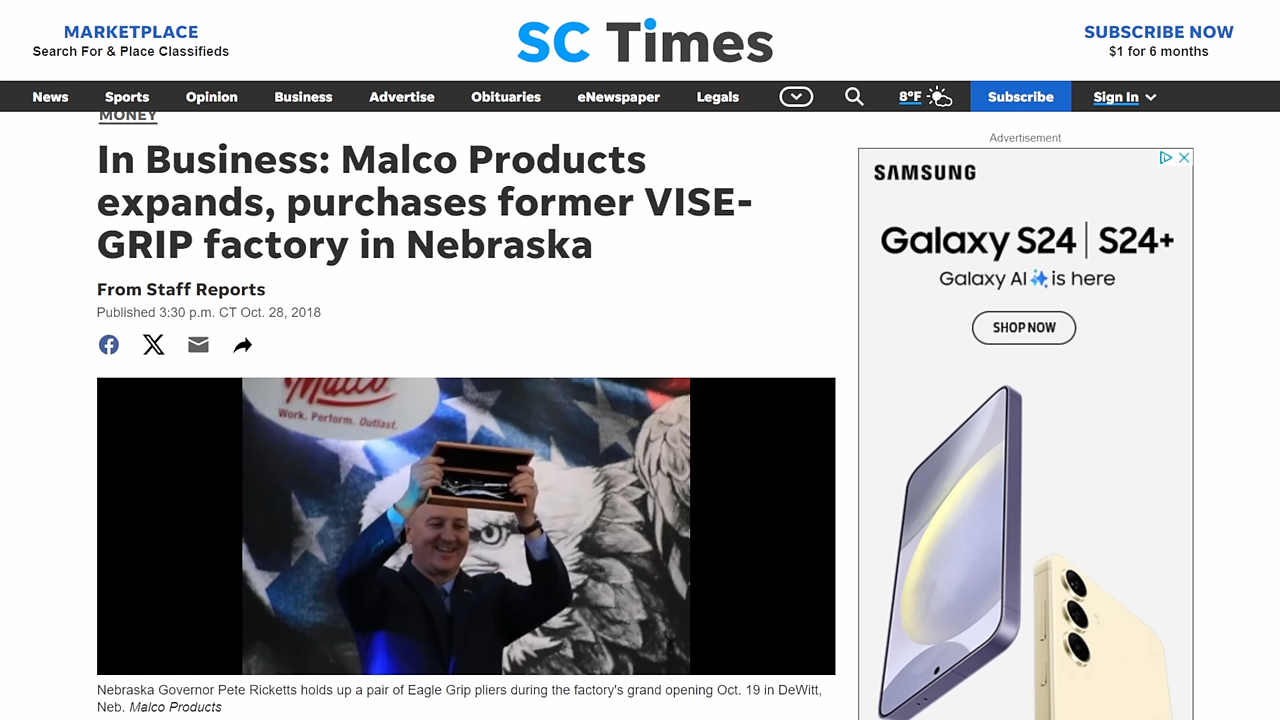 MARKETPLACE
Search For & Place Classifieds
SC Times
SUBSCRIBE NOW
$1 for 6 months
News Sports Opinion Business Advertise Obituaries eNewspaper Legals 8°F Subscribe Sign In
MONEY
In Business: Malco Products
expands, purchases former VISE-
GRIP factory in Nebraska
From Staff Reports
Published 3:30 p.m. CT Oct. 28, 2018
Malco
Work. Perform. Outlast.
Nebraska Governor Pete Ricketts holds up a pair of Eagle Grip pliers during the factory's grand opening Oct. 19 in DeWitt,
Neb. Malco Products
Advertisement
SAMSUNG
Galaxy S24 | S24+
Galaxy AI is here
SHOP NOW